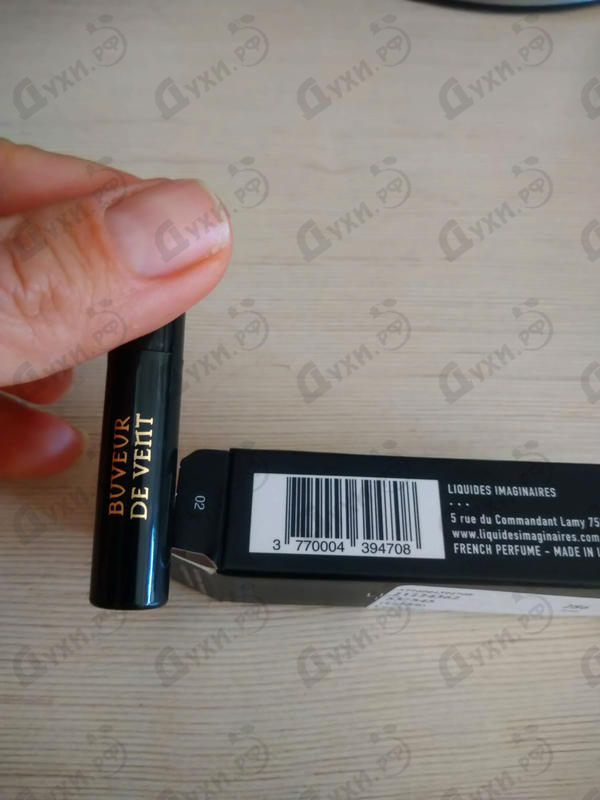 BUVEUR
DE VENT
02
LIQUIDES IMAGINAIRES
...
5 rue du Commandant Lamy 75
www.liquidesimaginaires.com
FRENCH PERFUME - MADE IN
3 770004 394708
Духи.рф